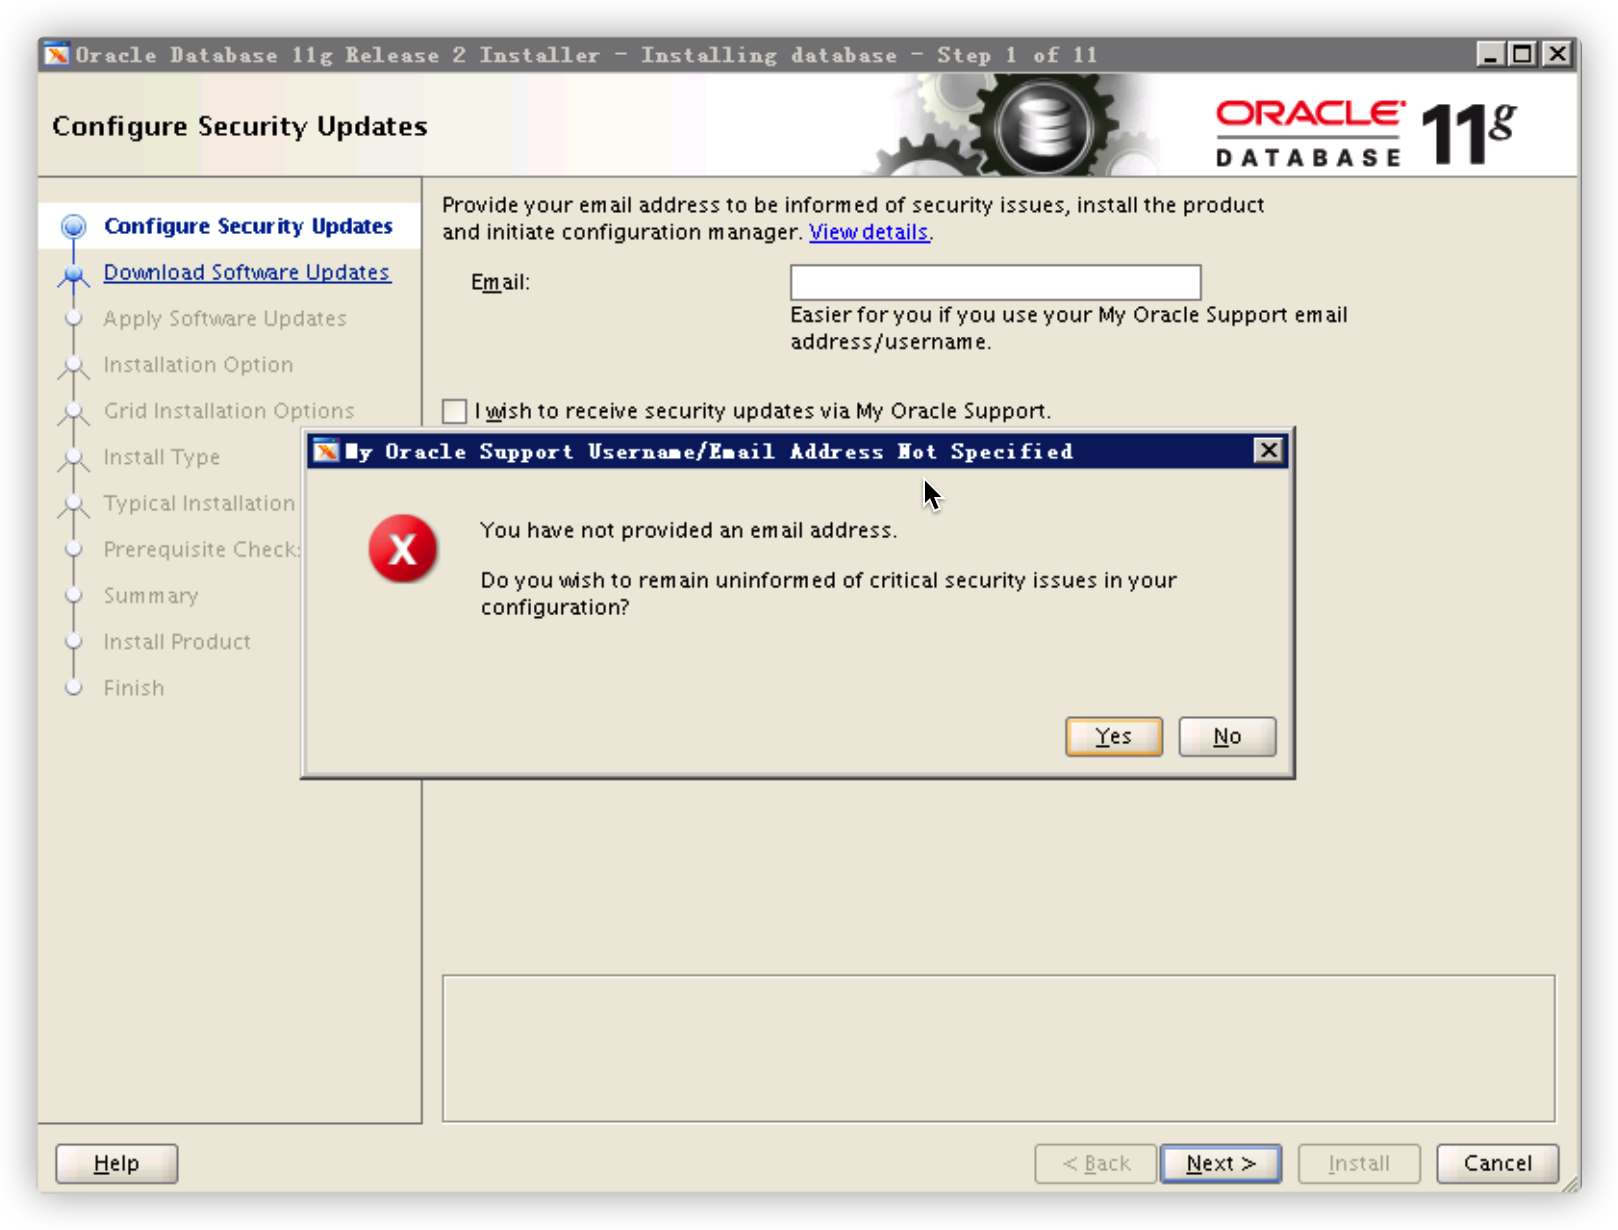 Oracle Database 11g Release 2 Installer - Installing database - Step 1 of 11
Configure Security Updates
ORACLE
DATABASE
11g
Configure Security Updates
Download Software Updates
Apply Software Updates
Installation Option
Grid Installation Options
Install Type
Typical Installation
Prerequisite Check
Summary
Install Product
Finish
Provide your email address to be informed of security issues, install the product
and initiate configuration manager. View details.
Email:
Easier for you if you use your My Oracle Support email
address/username.
I wish to receive security updates via My Oracle Support.
My Oracle Support Username/Email Address Not Specified
You have not provided an email address.
Do you wish to remain uninformed of critical security issues in your
configuration?
Yes
No
Help
< Back
Next >
Install
Cancel